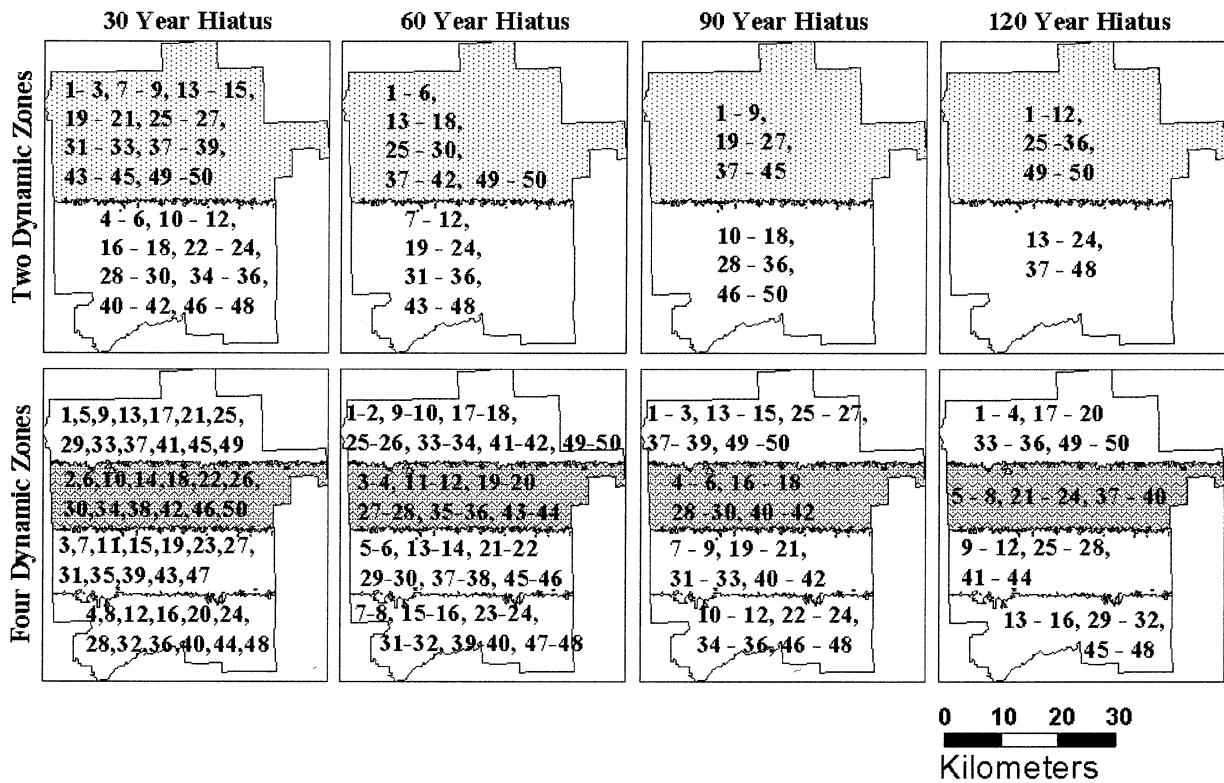 30 Year Hiatus
60 Year Hiatus
90 Year Hiatus
120 Year Hiatus
Two Dynamic Zones
1- 3, 7 - 9, 13 - 15,
19 - 21, 25 - 27,
31 - 33, 37 - 39,
43 - 45, 49 -50
4 - 6, 10 - 12,
16 - 18, 22 - 24,
28 - 30, 34 - 36,
40 - 42, 46 - 48
1 - 6,
13 - 18,
25 - 30,
37 - 42, 49 - 50
7 - 12,
19 - 24,
31 - 36,
43 - 48
1 - 9,
19 - 27,
37 - 45
10 - 18,
28 - 36,
46 - 50
1 -12,
25 -36,
49 - 50
13 - 24,
37 - 48
Four Dynamic Zones
1,5,9,13,17,21,25,
29,33,37,41,45,49
2,6,10,14,18,22,26,
30,34,38,42,46,50
3,7,11,15,19,23,27,
31,35,39,43,47
4,8,12,16,20,24,
28,32,36,40,44,48
1-2, 9-10, 17-18,
25-26, 33-34, 41-42, 49-50
3-4, 11-12, 19-20
27-28, 35-36, 43-44
5-6, 13-14, 21-22
29-30, 37-38, 45-46
7-8, 15-16, 23-24,
31-32, 39-40, 47-48
1 - 3, 13 - 15, 25 - 27,
37- 39, 49 -50
4 - 6, 16 - 18
28 -30, 40 - 42
7 - 9, 19 - 21,
31 - 33, 40 - 42
10 - 12, 22 - 24,
34 - 36, 46 - 48
1 - 4, 17 - 20
33 - 36, 49 - 50
5 - 8, 21 - 24, 37 - 40
9 - 12, 25 - 28,
41 - 44
13 - 16, 29 - 32,
45 - 48
0 10 20 30
Kilometers